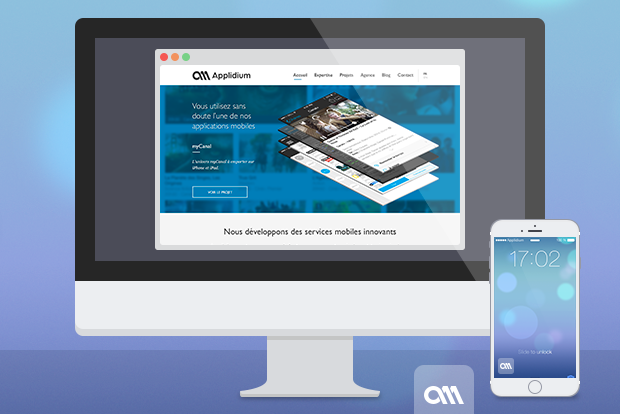 Applidium
Accueil Expertise Projets Agence Blog Contact
Vous utilisez sans
doute l'une de nos
applications mobiles
myCanal
L'univers myCanal à emporter sur
iPhone et iPad.
VOIR LE PROJET
Nous développons des services mobiles innovants
Applidium
17:02
slide to unlock